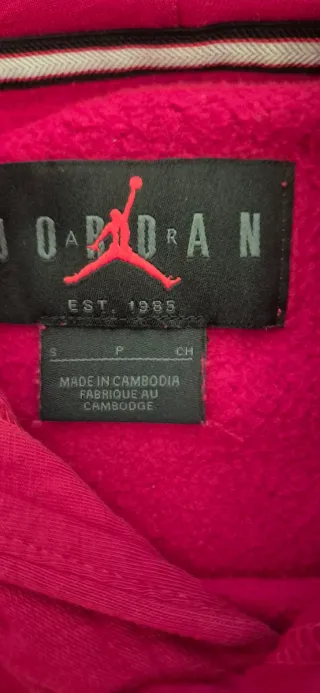 JORDAN
AIR
EST. 1985
S P CH
MADE IN CAMBODIA
FABRIQUE AU
CAMBODGE